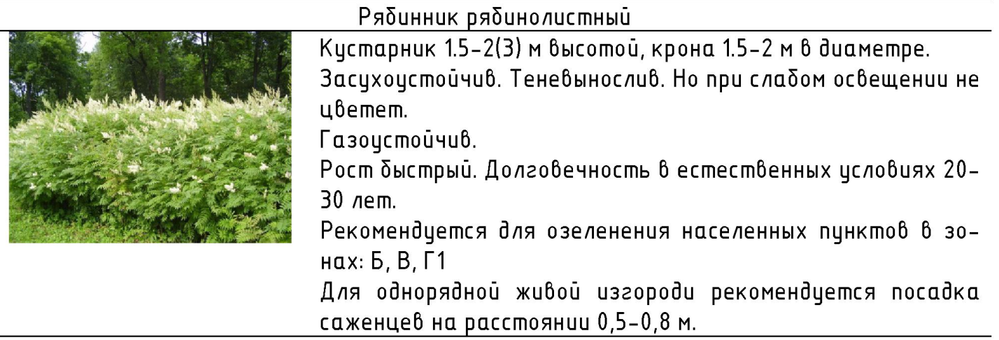 Рябинник рябинолистный
Кустарник 1.5-2(3) м высотой, крона 1.5-2 м в диаметре.
Засухоустойчив. Теневынослив. Но при слабом освещении не
цветет.
Газоустойчив.
Рост быстрый. Долговечность в естественных условиях 20-
30 лет.
Рекомендуется для озеленения населенных пунктов в зо-
нах: Б, В, Г1
Для однорядной живой изгороди рекомендуется посадка
саженцев на расстоянии 0,5-0,8 м.